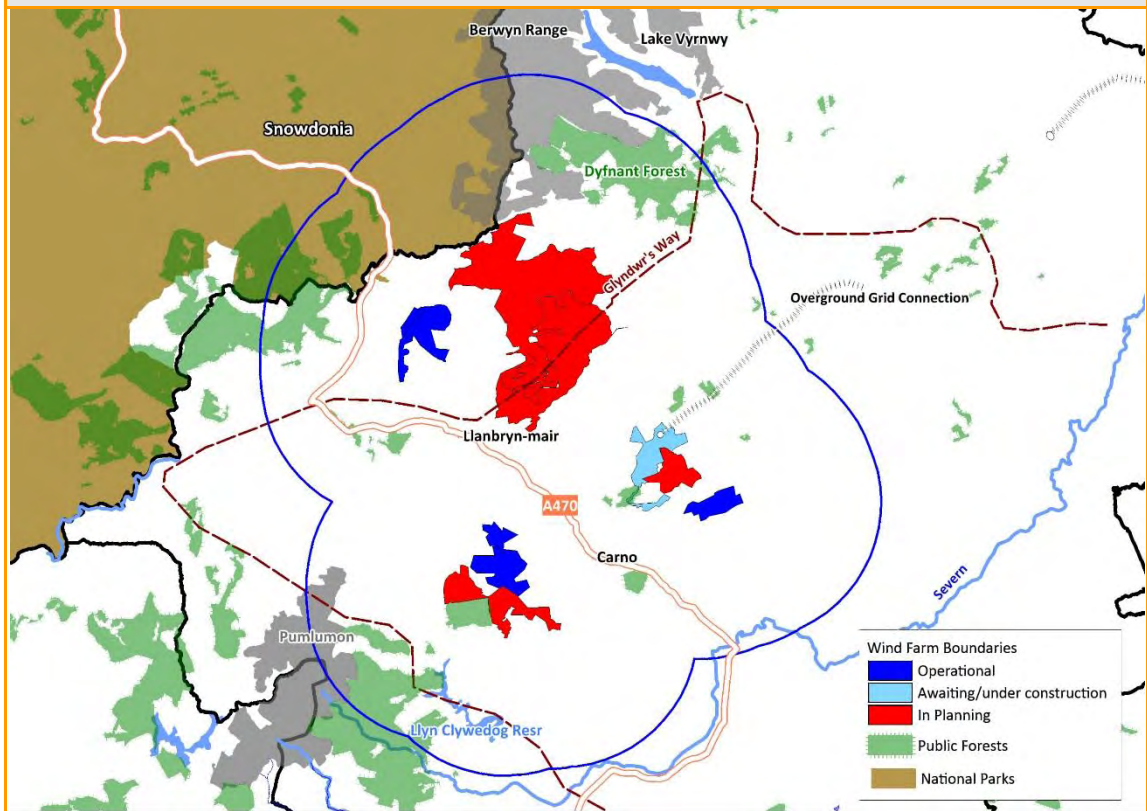 Berwyn Range
Lake Vyrnwy
Snowdonia
Dyfnant Forest
Glyndwr's Way
Overground Grid Connection
Llanbryn-mair
A470
Carno
Severn
Pumlumon
Llyn Clywedog Resr
Wind Farm Boundaries
Operational
Awaiting/under construction
In Planning
Public Forests
National Parks